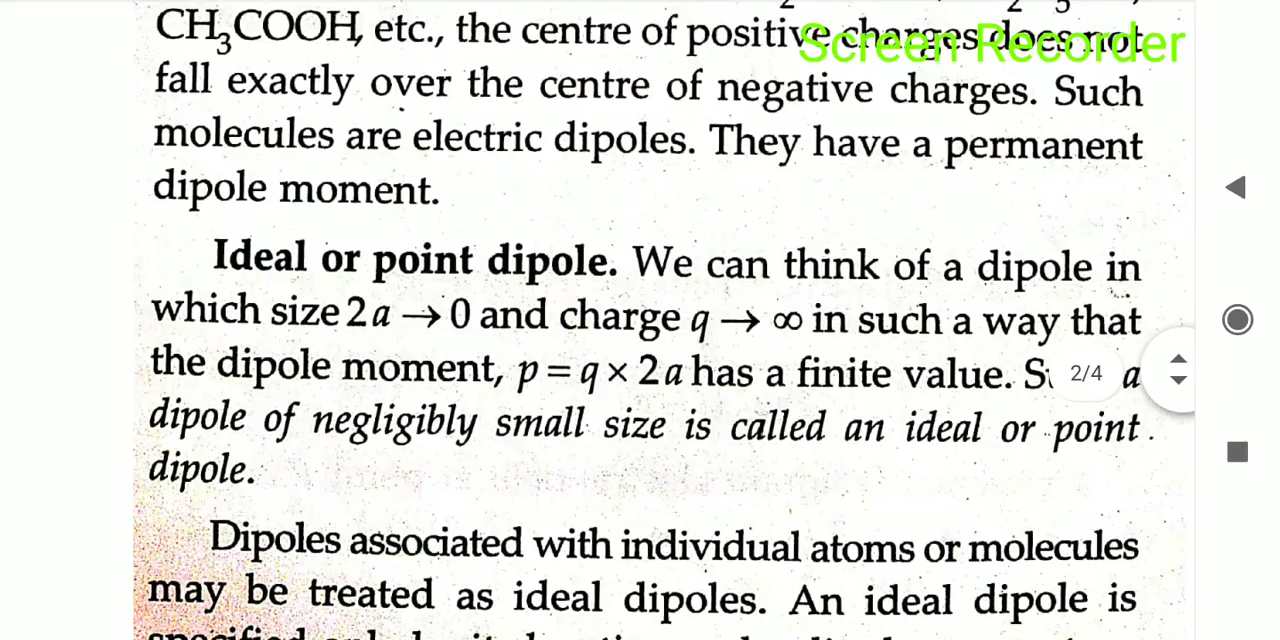 CH₃COOH, etc., the centre of positive charges does not
Screen Recorder
fall exactly over the centre of negative charges. Such
molecules are electric dipoles. They have a permanent
dipole moment.
Ideal or point dipole. We can think of a dipole in
which size 2a → 0 and charge q → ∞ in such a way that
the dipole moment, p = q × 2a has a finite value. a
2/4
dipole of negligibly small size is called an ideal or point
dipole.
Dipoles associated with individual atoms or molecules
may be treated as ideal dipoles. An ideal dipole is